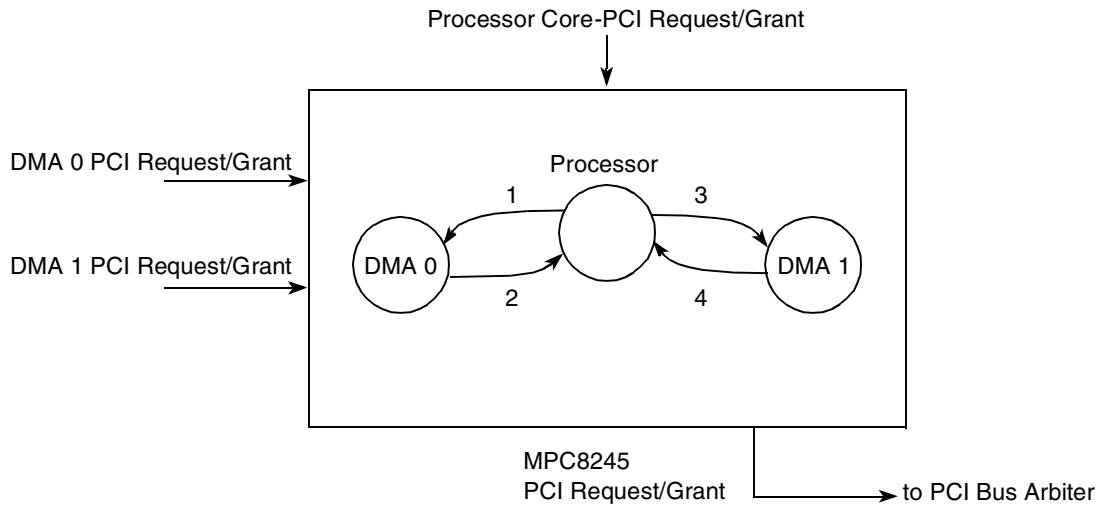 Processor Core-PCI Request/Grant
DMA 0 PCI Request/Grant
Processor
1
3
DMA 0
DMA 1 PCI Request/Grant
DMA 1
2
4
MPC8245
PCI Request/Grant
to PCI Bus Arbiter